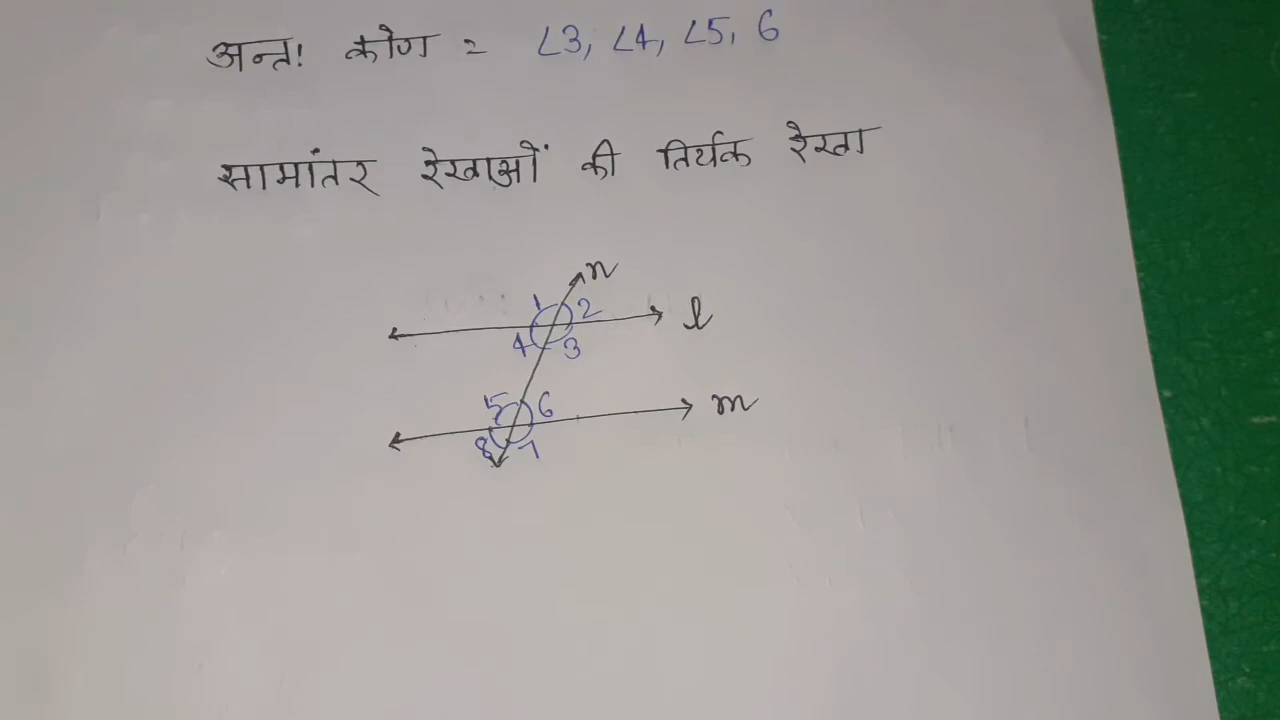 अन्त: कोण = ∠3, ∠4, ∠5, 6
सामांतर रेखाओं की तिर्यक रेखा
n
1 2 l
4 3
5 6 m
8 7